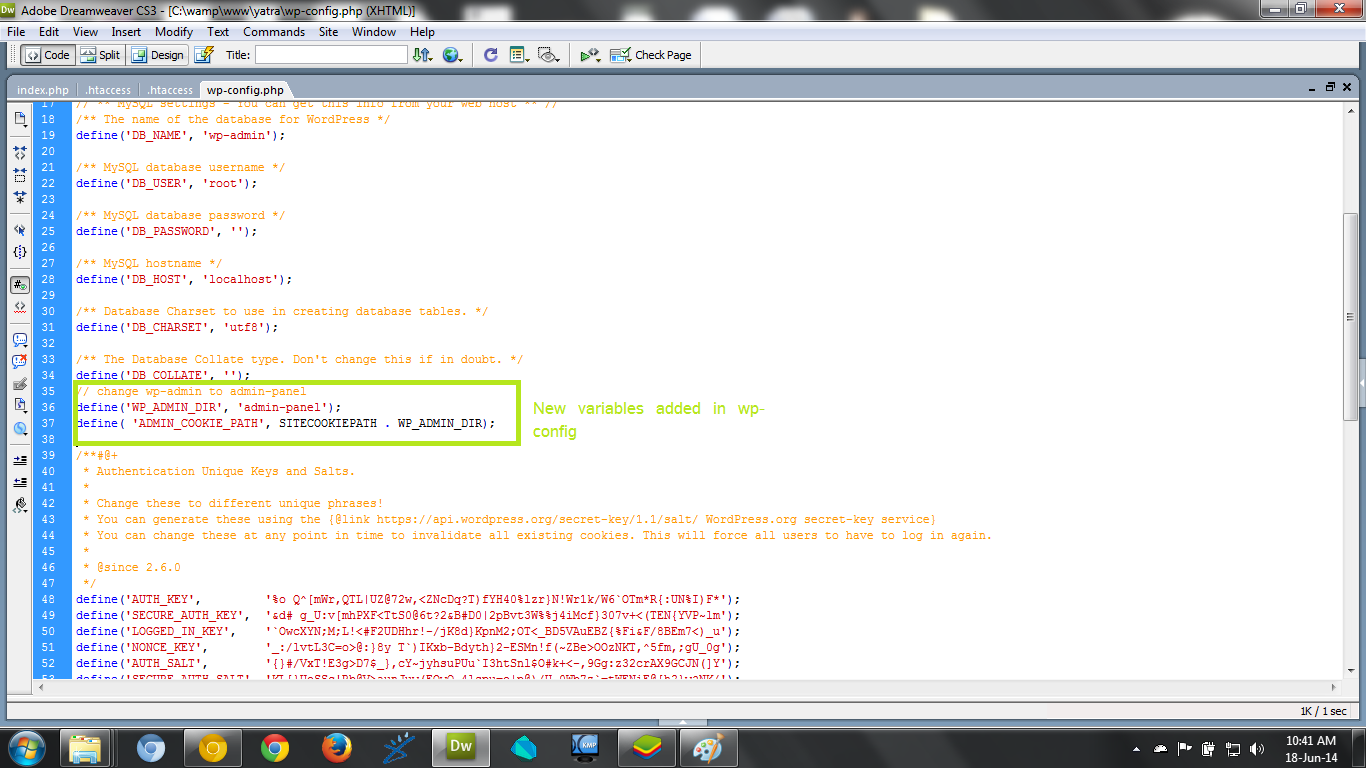 Dw Adobe Dreamweaver CS3 - [C:\wamp\www\yatra\wp-config.php (XHTML)]
File Edit View Insert Modify Text Commands Site Window Help
Code Split Design Title: Check Page
index.php .htaccess .htaccess wp-config.php
17 // ** MySQL settings - You can get this info from your web host ** //
18 /** The name of the database for WordPress */
19 define('DB_NAME', 'wp-admin');
20
21 /** MySQL database username */
22 define('DB_USER', 'root');
23
24 /** MySQL database password */
25 define('DB_PASSWORD', '');
26
27 /** MySQL hostname */
28 define('DB_HOST', 'localhost');
29
30 /** Database Charset to use in creating database tables. */
31 define('DB_CHARSET', 'utf8');
32
33 /** The Database Collate type. Don't change this if in doubt. */
34 define('DB_COLLATE', '');
35 // change wp-admin to admin-panel
36 define('WP_ADMIN_DIR', 'admin-panel');
37 define( 'ADMIN_COOKIE_PATH', SITECOOKIEPATH . WP_ADMIN_DIR);
38
New variables added in wp-
config
39 /**#@+
40 * Authentication Unique Keys and Salts.
41 *
42 * Change these to different unique phrases!
43 * You can generate these using the {@link https://api.wordpress.org/secret-key/1.1/salt/ WordPress.org secret-key service}
44 * You can change these at any point in time to invalidate all existing cookies. This will force all users to have to log in again.
45 *
46 * @since 2.6.0
47 */
48 define('AUTH_KEY', '%o Q^[mWr,QTL|UZ@72w,<ZNcDq?T)fYH40%lzr}N!Wr1k/W6`OTm*R{:UN%I)F*');
49 define('SECURE_AUTH_KEY', '&d# g_U:v[mhPXF<TtS0@6t?2&B#D0|2pBvt3W%%j4iMcf}307v+<(TEN{YVP~lm');
50 define('LOGGED_IN_KEY', '`OwcXYN;M;L!<#F2UDHhr!-/jK8d}KpnM2;OT<_BD5VAuEBZ{%Fi&F/8BEm7<)_u');
51 define('NONCE_KEY', '_:/lvtL3C=o>@:}8y T`)IKxb-Bdyth}2-ESMn!f(~ZBe>OOzNKT,^5fm,;gU_0g');
52 define('AUTH_SALT', '{}#/VxT!E3g>D7$_},cY~jyhsuPUu`I3htSnl$O#k+<-,9Gg:z32crAX9GCJN(]Y');
53 define('SECURE_AUTH_SALT',
1K / 1 sec
Dw KMP 10:41 AM
18-Jun-14